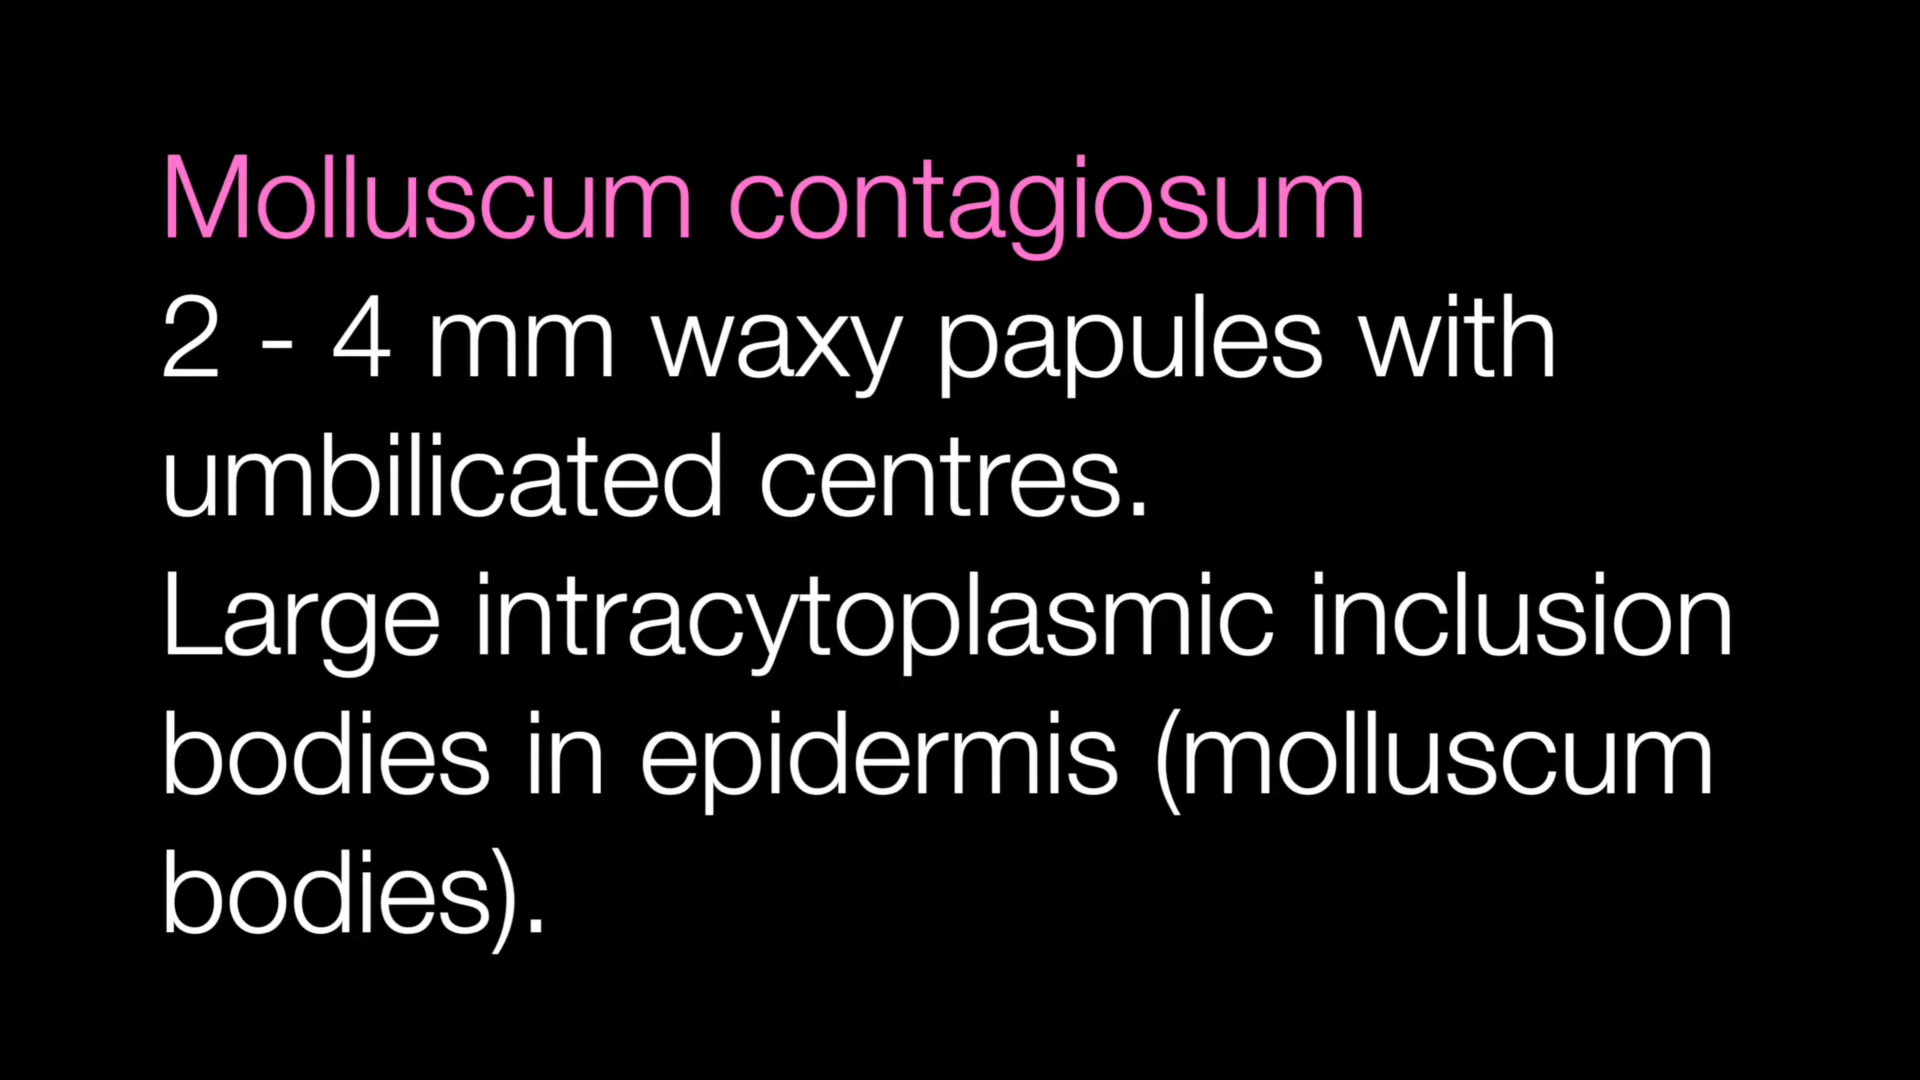 Molluscum contagiosum
2 - 4 mm waxy papules with
umbilicated centres.
Large intracytoplasmic inclusion
bodies in epidermis (molluscum
bodies).